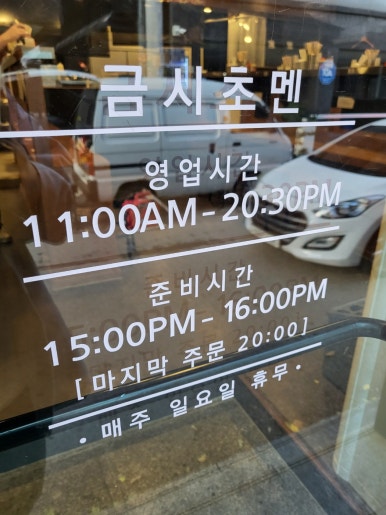 금시초멘
영업시간
11:00AM - 20:30PM
준비시간
15:00PM - 16:00PM
[마지막 주문 20:00]
• 매주 일요일 휴무 •